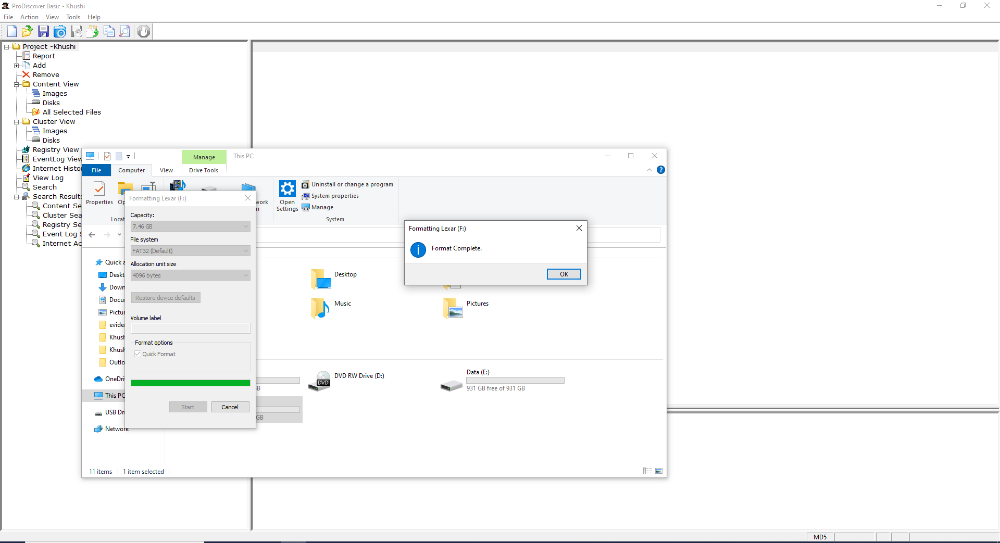 ProDiscover Basic - Khushi
File Action View Tools Help
Project -Khushi
Report
Add
Remove
Content View
Images
Disks
All Selected Files
Cluster View
Images
Disks
Registry View
EventLog View
Internet Histo
View Log
Search
Search Results
Content Se
Cluster Sea
Registry Se
Event Log S
Internet Ac
Manage This PC
File Computer View Drive Tools
Properties Op work
n
Open
Settings
Uninstall or change a program
System properties
Manage
Locat System
Formatting Lexar (F:)
Capacity:
7.46 GB
File system
FAT32 (Default)
Allocation unit size
4096 bytes
Restore device defaults
Volume label
Format options
Quick Format
Start Cancel
Formatting Lexar (F:)
Format Complete.
OK
Quick a
Deskt
Down
Docu
Pictur
evider
Khush
Khush
Outlo
OneDri
This PC
USB Dri
Network
Desktop
Music Pictures
DVD RW Drive (D:)
DVD
Data (E:)
931 GB free of 931 GB
GB
GB
11 items 1 item selected
MD5